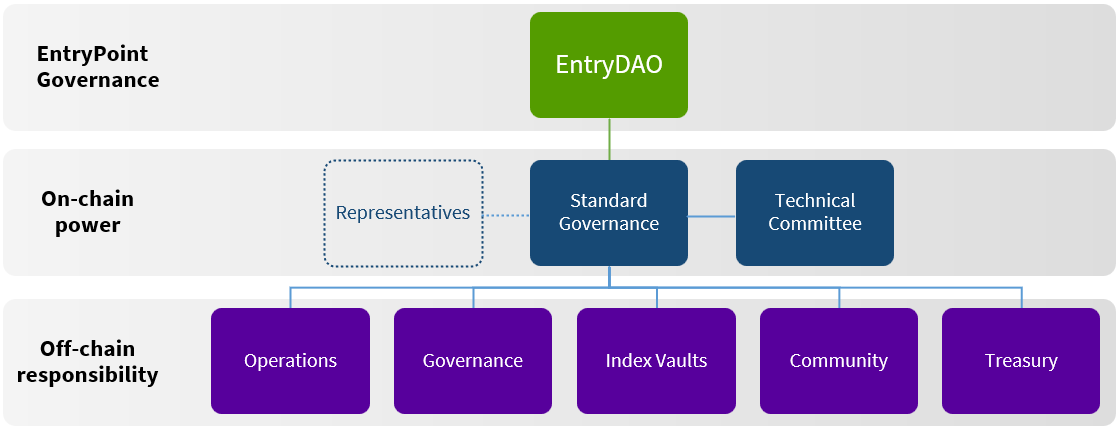 EntryPoint
Governance
EntryDAO
On-chain
power
Representatives
Standard
Governance
Technical
Committee
Off-chain
responsibility
Operations
Governance
Index Vaults
Community
Treasury